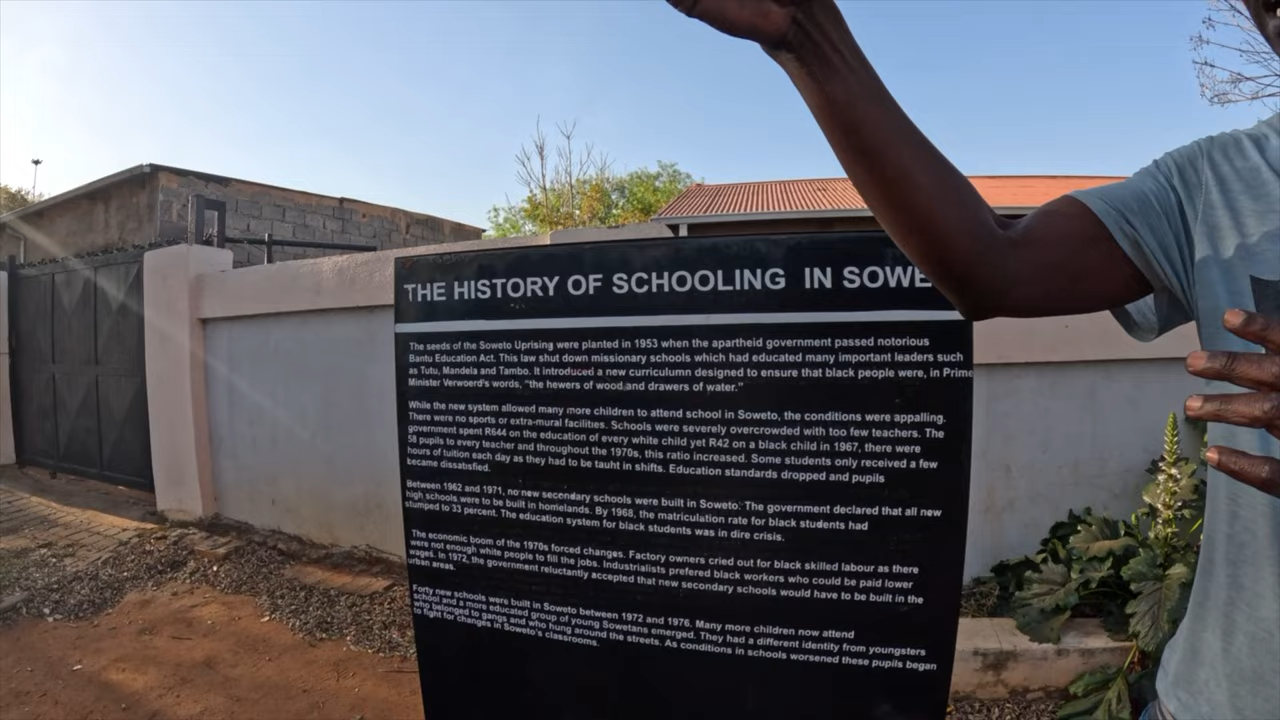 THE HISTORY OF SCHOOLING IN SOWE
The seeds of the Soweto Uprising were planted in 1953 when the apartheid government passed notorious
Bantu Education Act. This law shut down missionary schools which had educated many important leaders such
as Tutu, Mandela and Tambo. It introduced a new curriculumn designed to ensure that black people were, in Prime
Minister Verwoerd's words, "the hewers of wood and drawers of water."
While the new system allowed many more children to attend school in Soweto, the conditions were appalling.
There were no sports or extra-mural facilities. Schools were severely overcrowded with too few teachers. The
government spent R644 on the education of every white child yet R42 on a black child in 1967, there were
58 pupils to every teacher and throughout the 1970s, this ratio increased. Some students only received a few
hours of tuition each day as they had to be taught in shifts. Education standards dropped and pupils
became dissatisfied.
Between 1962 and 1971, no new secondary schools were built in Soweto. The government declared that all new
high schools were to be built in homelands. By 1968, the matriculation rate for black students had
stumped to 33 percent. The education system for black students was in dire crisis.
The economic boom of the 1970s forced changes. Factory owners cried out for black skilled labour as there
were not enough white people to fill the jobs. Industrialists prefered black workers who could be paid lower
wages. In 1972, the government reluctantly accepted that new secondary schools would have to be built in the
urban areas.
Forty new schools were built in Soweto between 1972 and 1976. Many more children now attend
school and a more educated group of young Sowetans emerged. They had a different identity from youngsters
who belonged to gangs and who hung around the streets. As conditions in schools worsened these pupils began
to fight for changes in Soweto's classrooms.